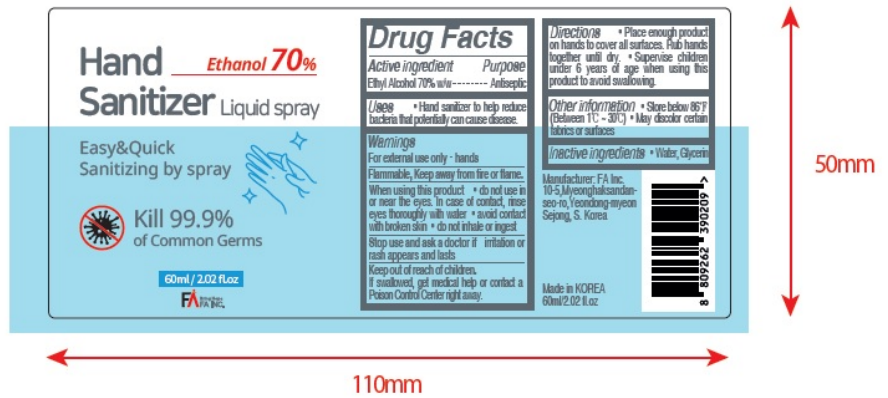 Hand
Ethanol 70%
Sanitizer Liquid spray
Easy&Quick
Sanitizing by spray
Kill 99.9%
of Common Germs
60ml / 2.02 fl.oz
FA
FA INC.
Drug Facts
Active ingredient Purpose
Ethyl Alcohol 70% w/w--------- Antiseptic
Uses • Hand sanitizer to help reduce
bacteria that potentially can cause disease.
Warnings
For external use only - hands
Flammable, Keep away from fire or flame.
When using this product • do not use in
or near the eyes. In case of contact, rinse
eyes thoroughly with water • avoid contact
with broken skin • do not inhale or ingest
Stop use and ask a doctor if irritation or
rash appears and lasts
Keep out of reach of children.
If swallowed, get medical help or contact a
Poison Control Center right away.
Directions • Place enough product
on hands to cover all surfaces. Rub hands
together until dry. • Supervise children
under 6 years of age when using this
product to avoid swallowing.
Other information • Store below 86°F
(Between 1℃ ~ 30℃) • May discolor certain
fabrics or surfaces
Inactive ingredients • Water, Glycerin
Manufacturer: FA Inc.
10-5,Myeonghaksandan-
seo-ro, Yeondong-myeon
Sejong, S. Korea
Made in KOREA
60ml/2.02 fl.oz
8 809262 390209 >
50mm
110mm